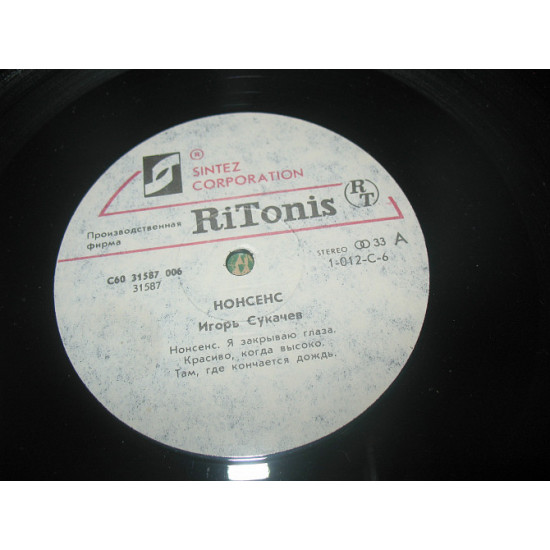 ®
SINTEZ
CORPORATION
Производственная
фирма
RiTonis
RT
C60 31587 006
31587
STEREO 33 A
1-012-C-6
НОНСЕНС
Игорь Сукачев
Нонсенс. Я закрываю глаза.
Красиво, когда высоко.
Там, где кончается дождь.